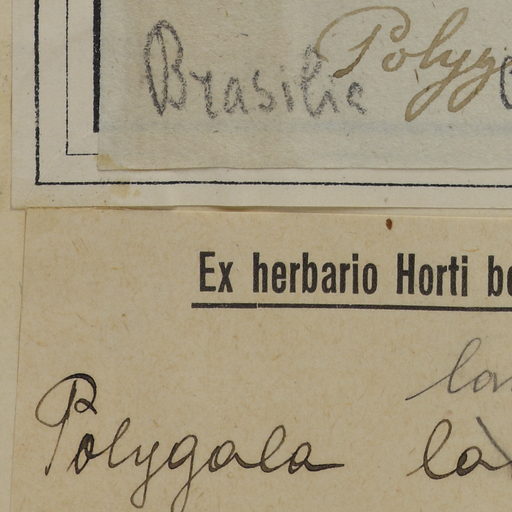 Brasilie Polyg
Ex herbario Horti b
la
Polygala la